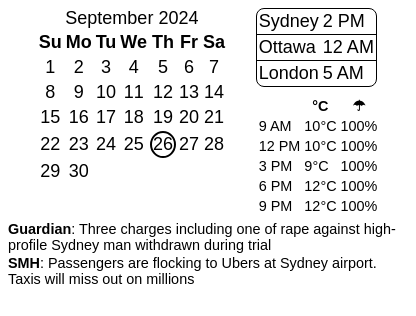 September 2024
Su Mo Tu We Th Fr Sa
1 2 3 4 5 6 7
8 9 10 11 12 13 14
15 16 17 18 19 20 21
22 23 24 25 26 27 28
29 30
Sydney 2 PM
Ottawa 12 AM
London 5 AM
°C ☂
9 AM 10°C 100%
12 PM 10°C 100%
3 PM 9°C 100%
6 PM 12°C 100%
9 PM 12°C 100%
Guardian: Three charges including one of rape against high-
profile Sydney man withdrawn during trial
SMH: Passengers are flocking to Ubers at Sydney airport.
Taxis will miss out on millions